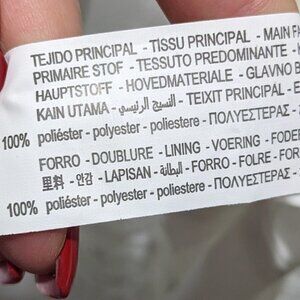 TEJIDO PRINCIPAL - TISSU PRINCIPAL - MAIN
PRIMAIRE STOF - TESSUTO PREDOMINANTE -
HAUPTSTOFF - HOVEDMATERIALE - GLAVNO
KAIN UTAMA - النسيج الرئيسي - TEIXIT PRINCIPAL -
100% poliéster - polyester - poliestere - ΠΟΛΥΕΣΤΕΡΑΣ -
FORRO - DOUBLURE - LINING - VOERING -
里料 - 안감 - LAPISAN - البطانة - FORRO - FOLRE -
100% poliéster - polyester - poliestere - ΠΟΛΥΕΣΤΕΡΑΣ -